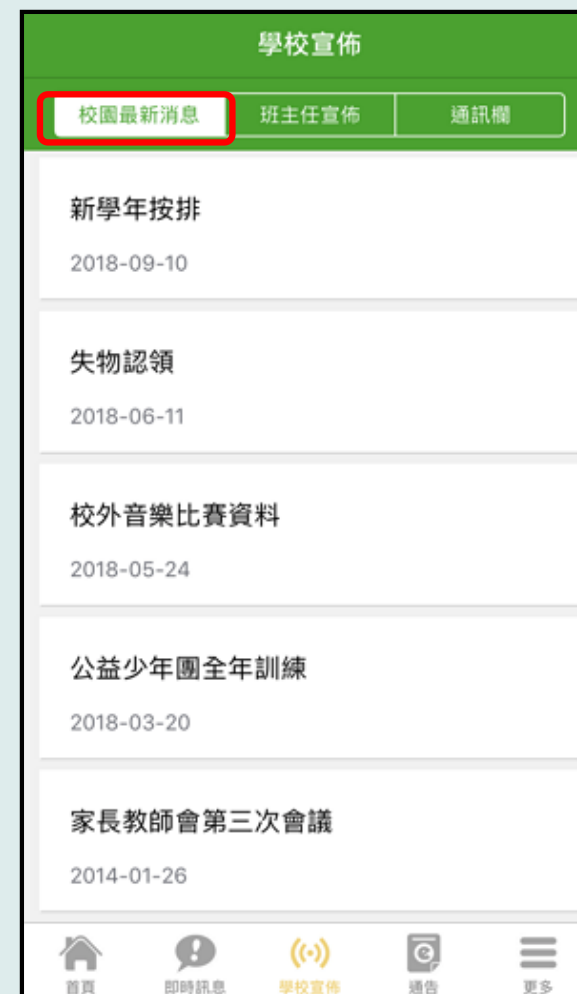 學校宣佈
校園最新消息 班主任宣佈 通訊欄
新學年按排
2018-09-10
失物認領
2018-06-11
校外音樂比賽資料
2018-05-24
公益少年團全年訓練
2018-03-20
家長教師會第三次會議
2014-01-26
首頁 即時訊息 學校宣佈 通告 更多